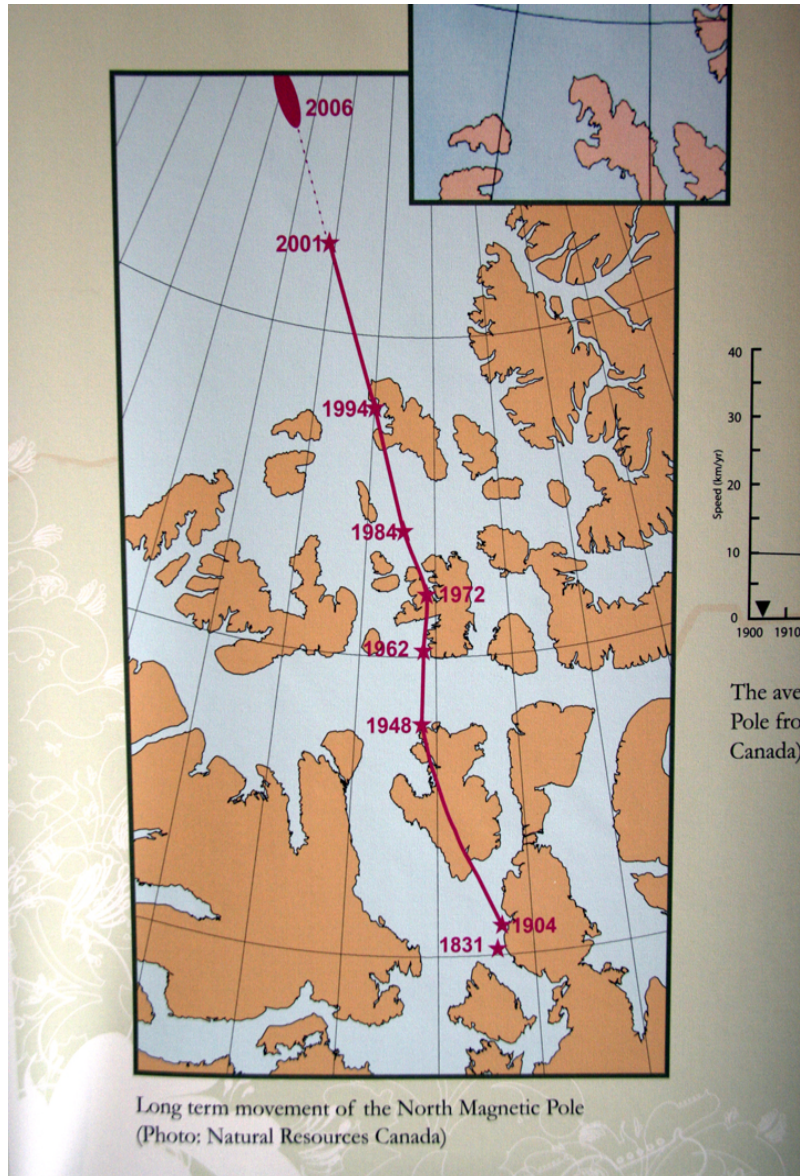 2006
2001
1994
1984
1972
1962
1948
1904
1831
Long term movement of the North Magnetic Pole
(Photo: Natural Resources Canada)
40
30
20
10
0
Speed (km/yr)
1900 1910
The ave
Pole fro
Canada)